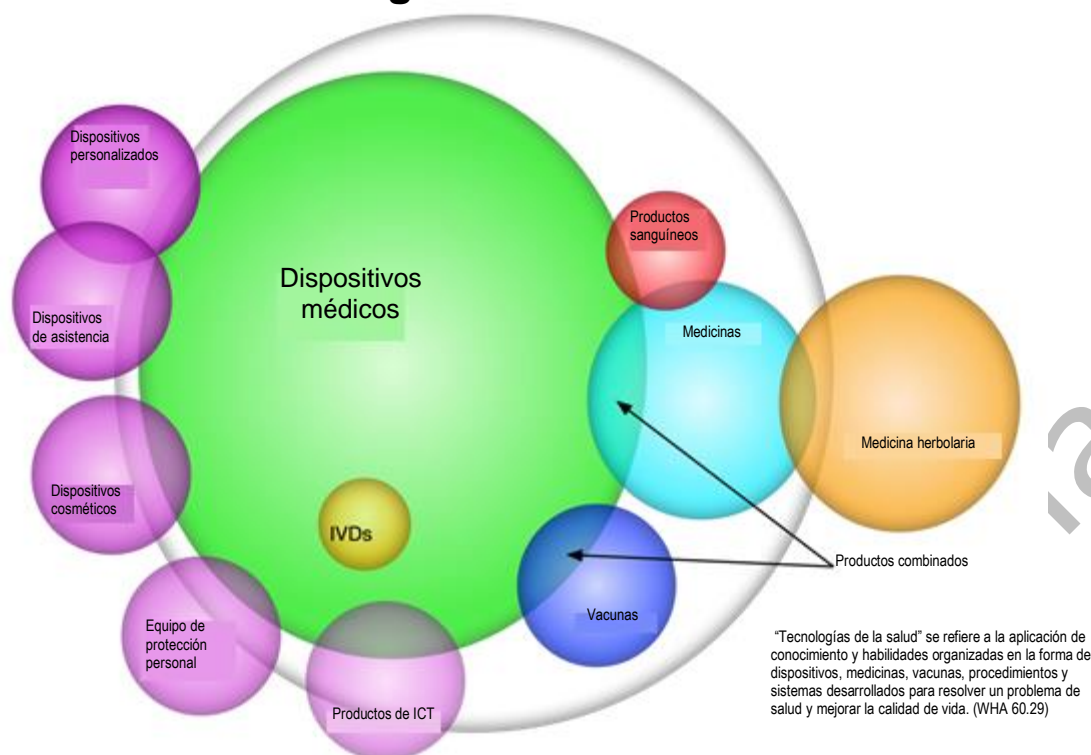 Dispositivos
personalizados
Productos
sanguíneos
Dispositivos
médicos
Dispositivos
de asistencia
Medicinas
Medicina herbolaria
Dispositivos
cosméticos
IVDs
Productos combinados
Vacunas
Equipo de
protección
personal
Productos de ICT
“Tecnologías de la salud” se refiere a la aplicación de
conocimiento y habilidades organizadas en la forma de
dispositivos, medicinas, vacunas, procedimientos y
sistemas desarrollados para resolver un problema de
salud y mejorar la calidad de vida. (WHA 60.29)